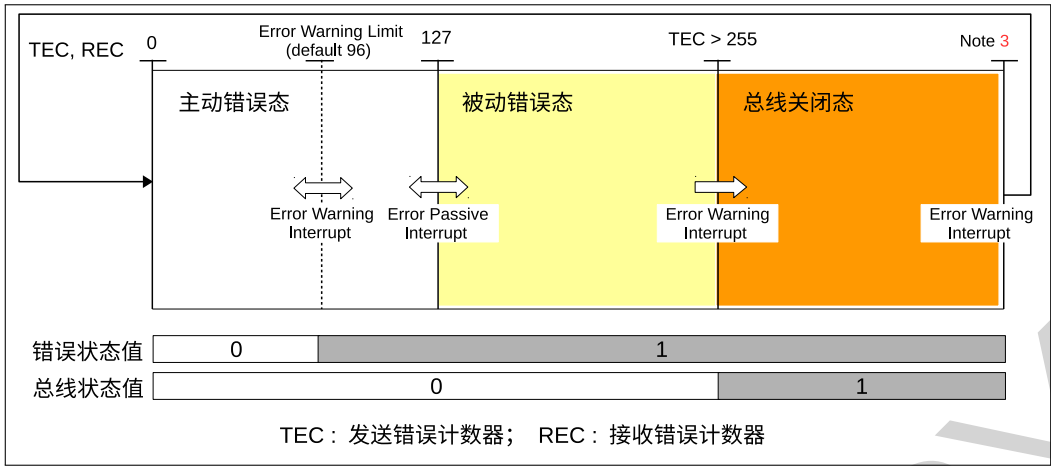 TEC, REC
0
Error Warning Limit
(default 96)
127
TEC > 255
Note 3
主动错误态
被动错误态
总线关闭态
Error Warning
Interrupt
Error Passive
Interrupt
Error Warning
Interrupt
Error Warning
Interrupt
错误状态值 0 1
总线状态值 0 1
TEC : 发送错误计数器； REC : 接收错误计数器